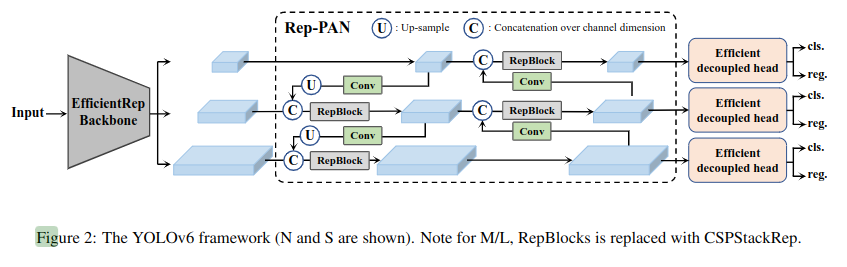 Rep-PAN
U : Up-sample
C : Concatenation over channel dimension
Input
EfficientRep
Backbone
C
RepBlock
Conv
Efficient
decoupled head
cls.
reg.
U
Conv
C
RepBlock
C
RepBlock
Conv
Efficient
decoupled head
cls.
reg.
U
Conv
C
RepBlock
Efficient
decoupled head
cls.
reg.
Figure 2: The YOLOv6 framework (N and S are shown). Note for M/L, RepBlocks is replaced with CSPStackRep.